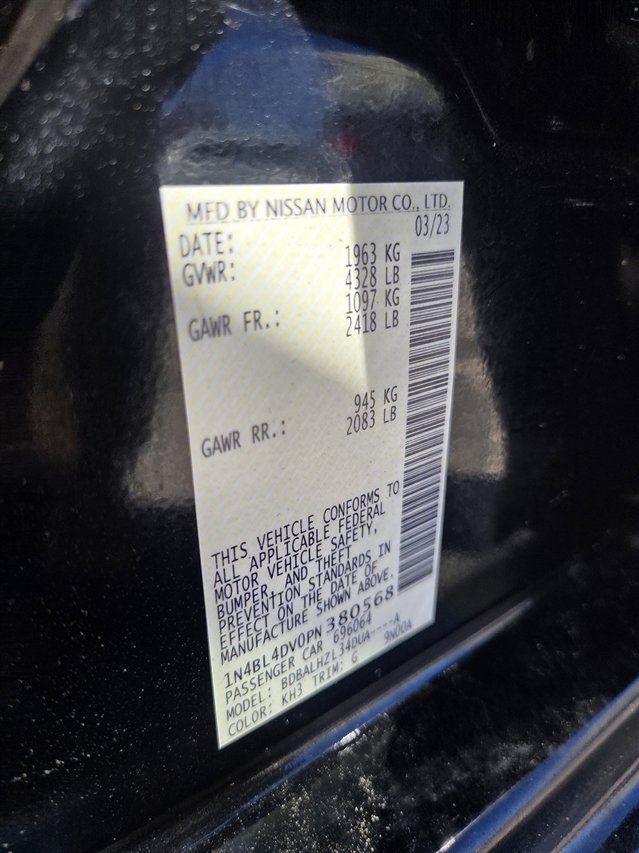 MFD BY NISSAN MOTOR CO., LTD.
DATE: 03/23
GVWR: 1963 KG
4328 LB
GAWR FR.: 1097 KG
2418 LB
GAWR RR.: 945 KG
2083 LB
THIS VEHICLE CONFORMS TO
ALL APPLICABLE FEDERAL
MOTOR VEHICLE SAFETY,
BUMPER, AND THEFT
PREVENTION STANDARDS IN
EFFECT ON THE DATE OF
MANUFACTURE SHOWN ABOVE.
1N4BL4DV0PN380568
PASSENGER CAR 696064
MODEL: BDBALHZL34DUA----A
COLOR: KH3 TRIM: G 9N00A